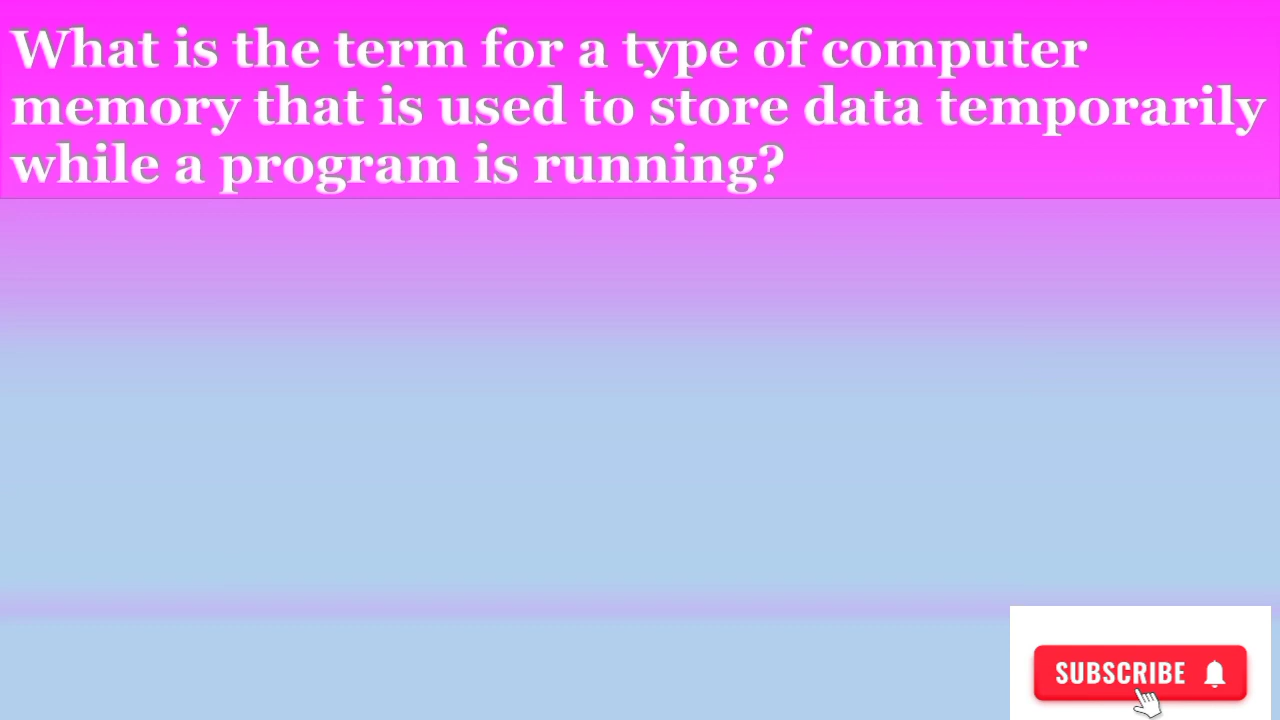 What is the term for a type of computer
memory that is used to store data temporarily
while a program is running?
SUBSCRIBE